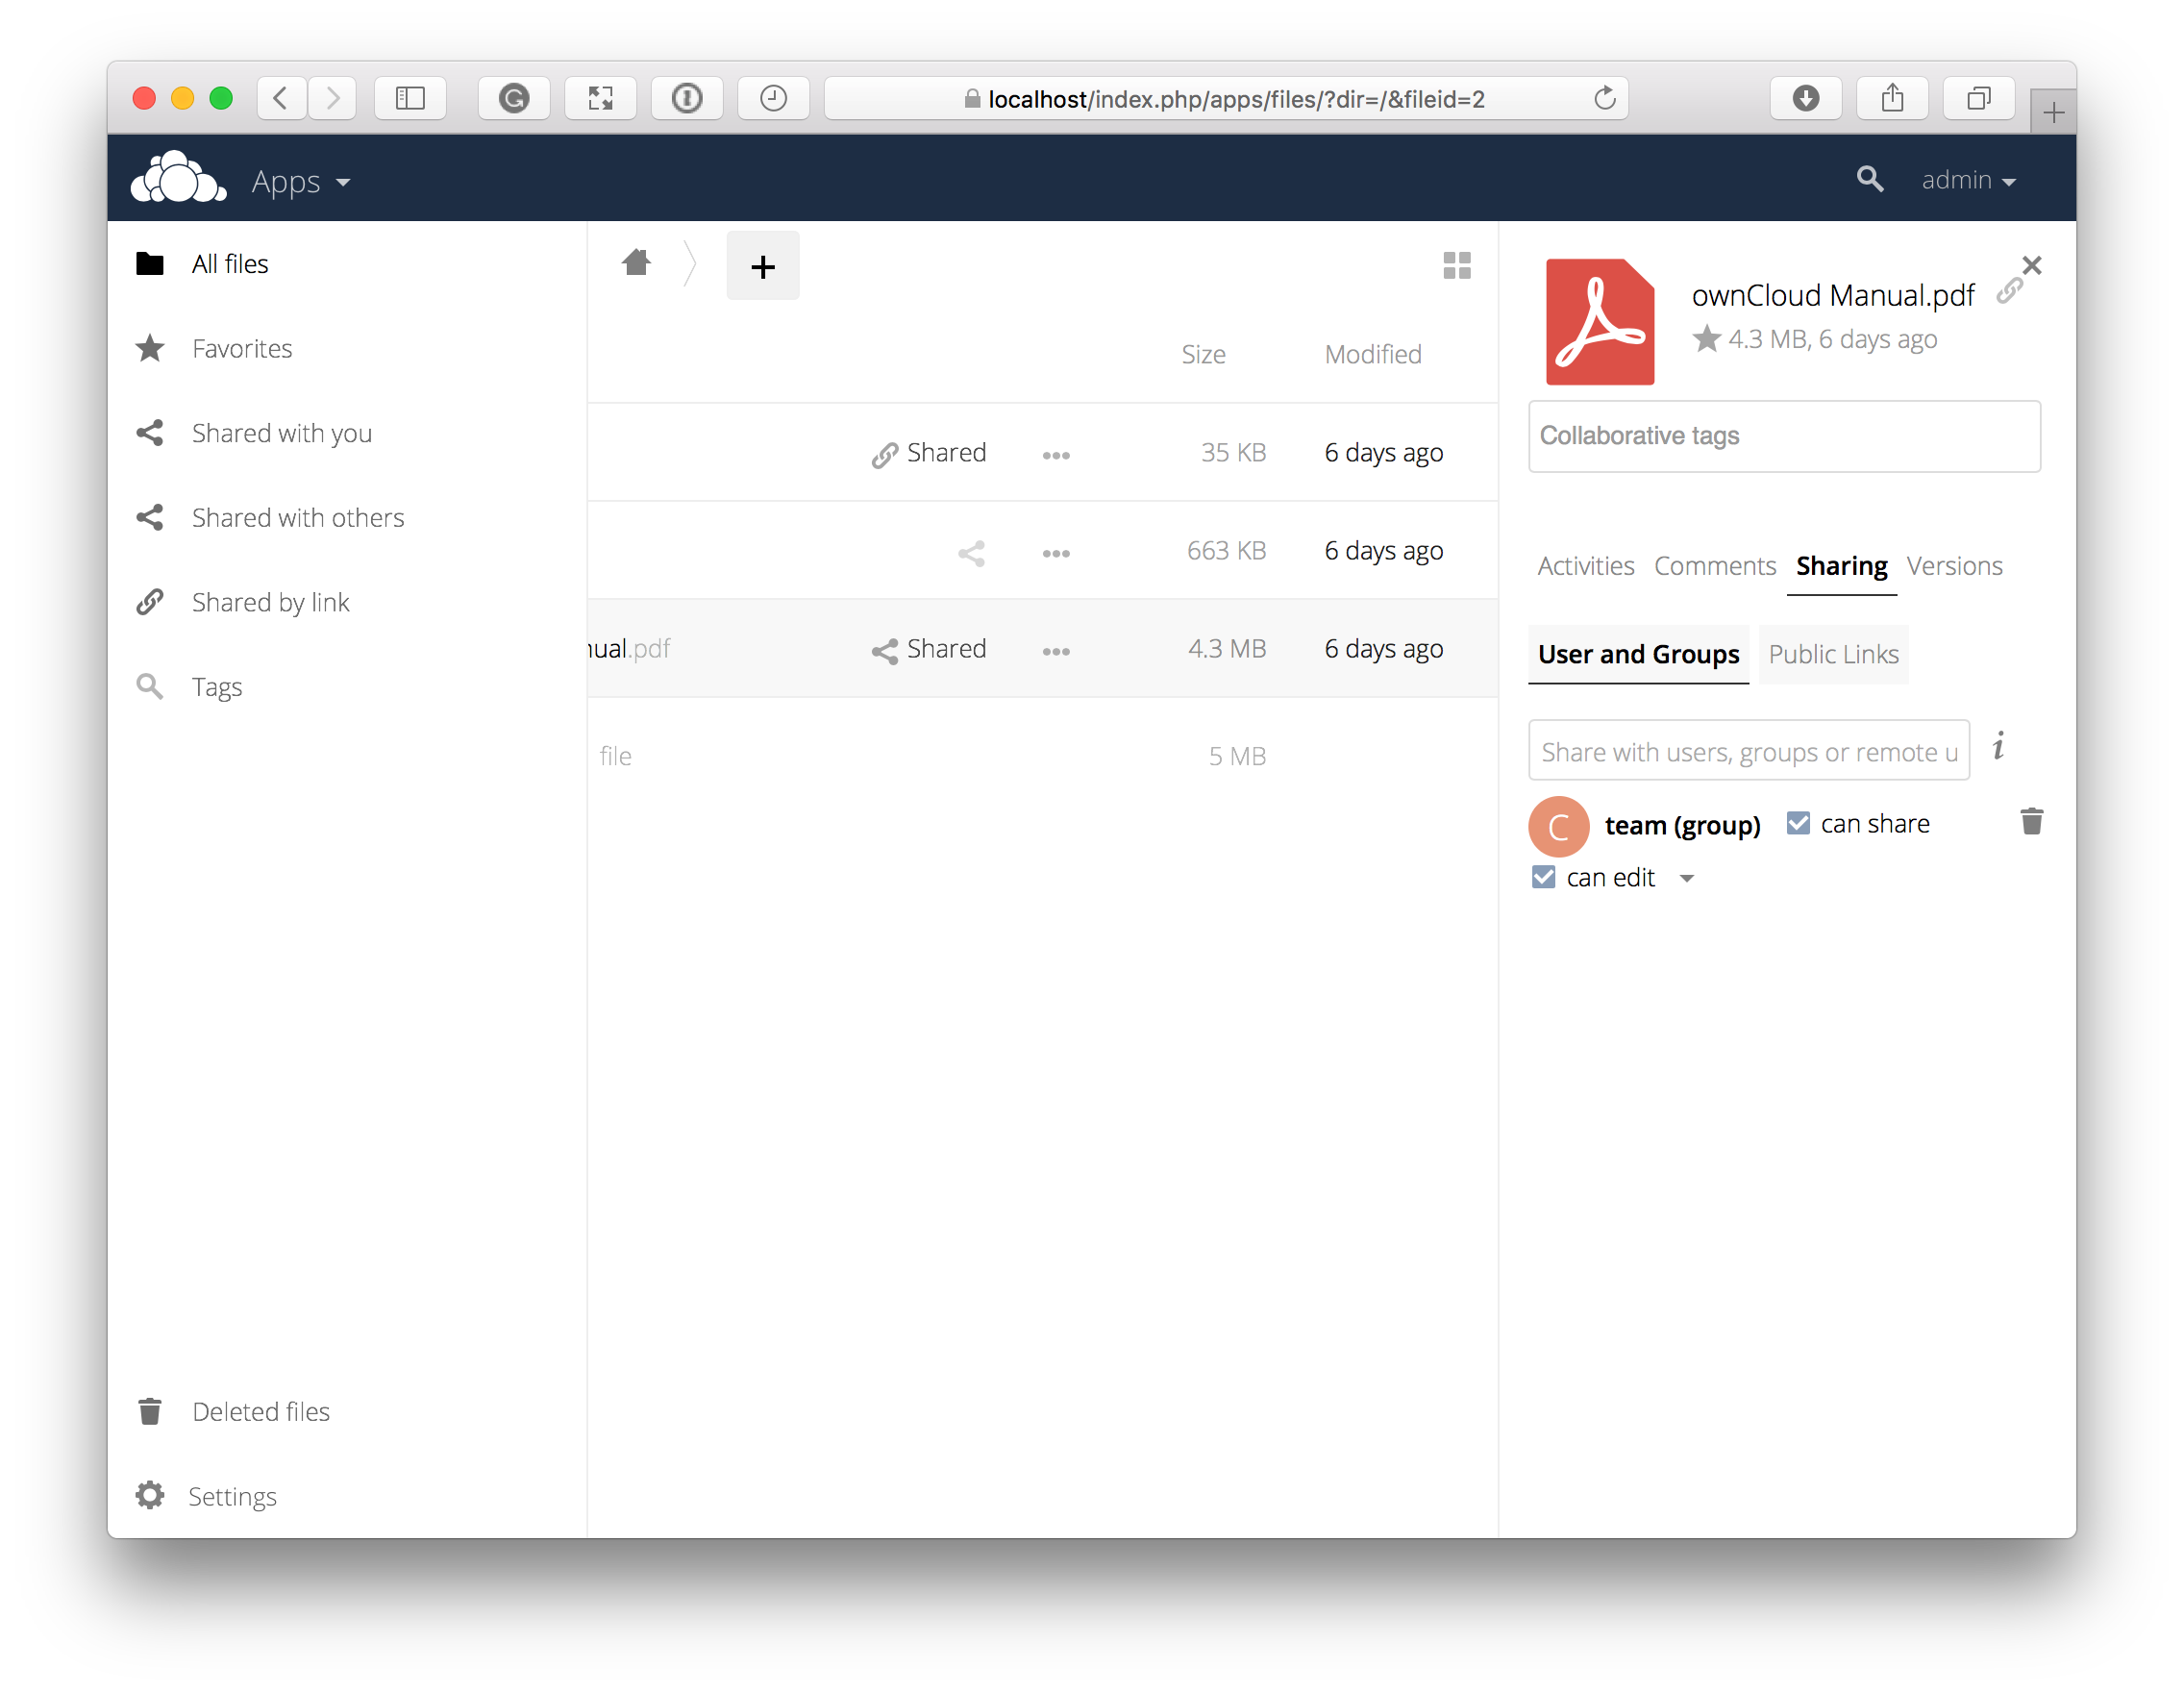 localhost/index.php/apps/files/?dir=/&fileid=2
Apps
admin
All files
Favorites
Shared with you
Shared with others
Shared by link
Tags
Deleted files
Settings
Size Modified
Shared 35 KB 6 days ago
663 KB 6 days ago
nual.pdf Shared 4.3 MB 6 days ago
file 5 MB
ownCloud Manual.pdf
4.3 MB, 6 days ago
Collaborative tags
Activities Comments Sharing Versions
User and Groups Public Links
Share with users, groups or remote u
C team (group) can share
can edit